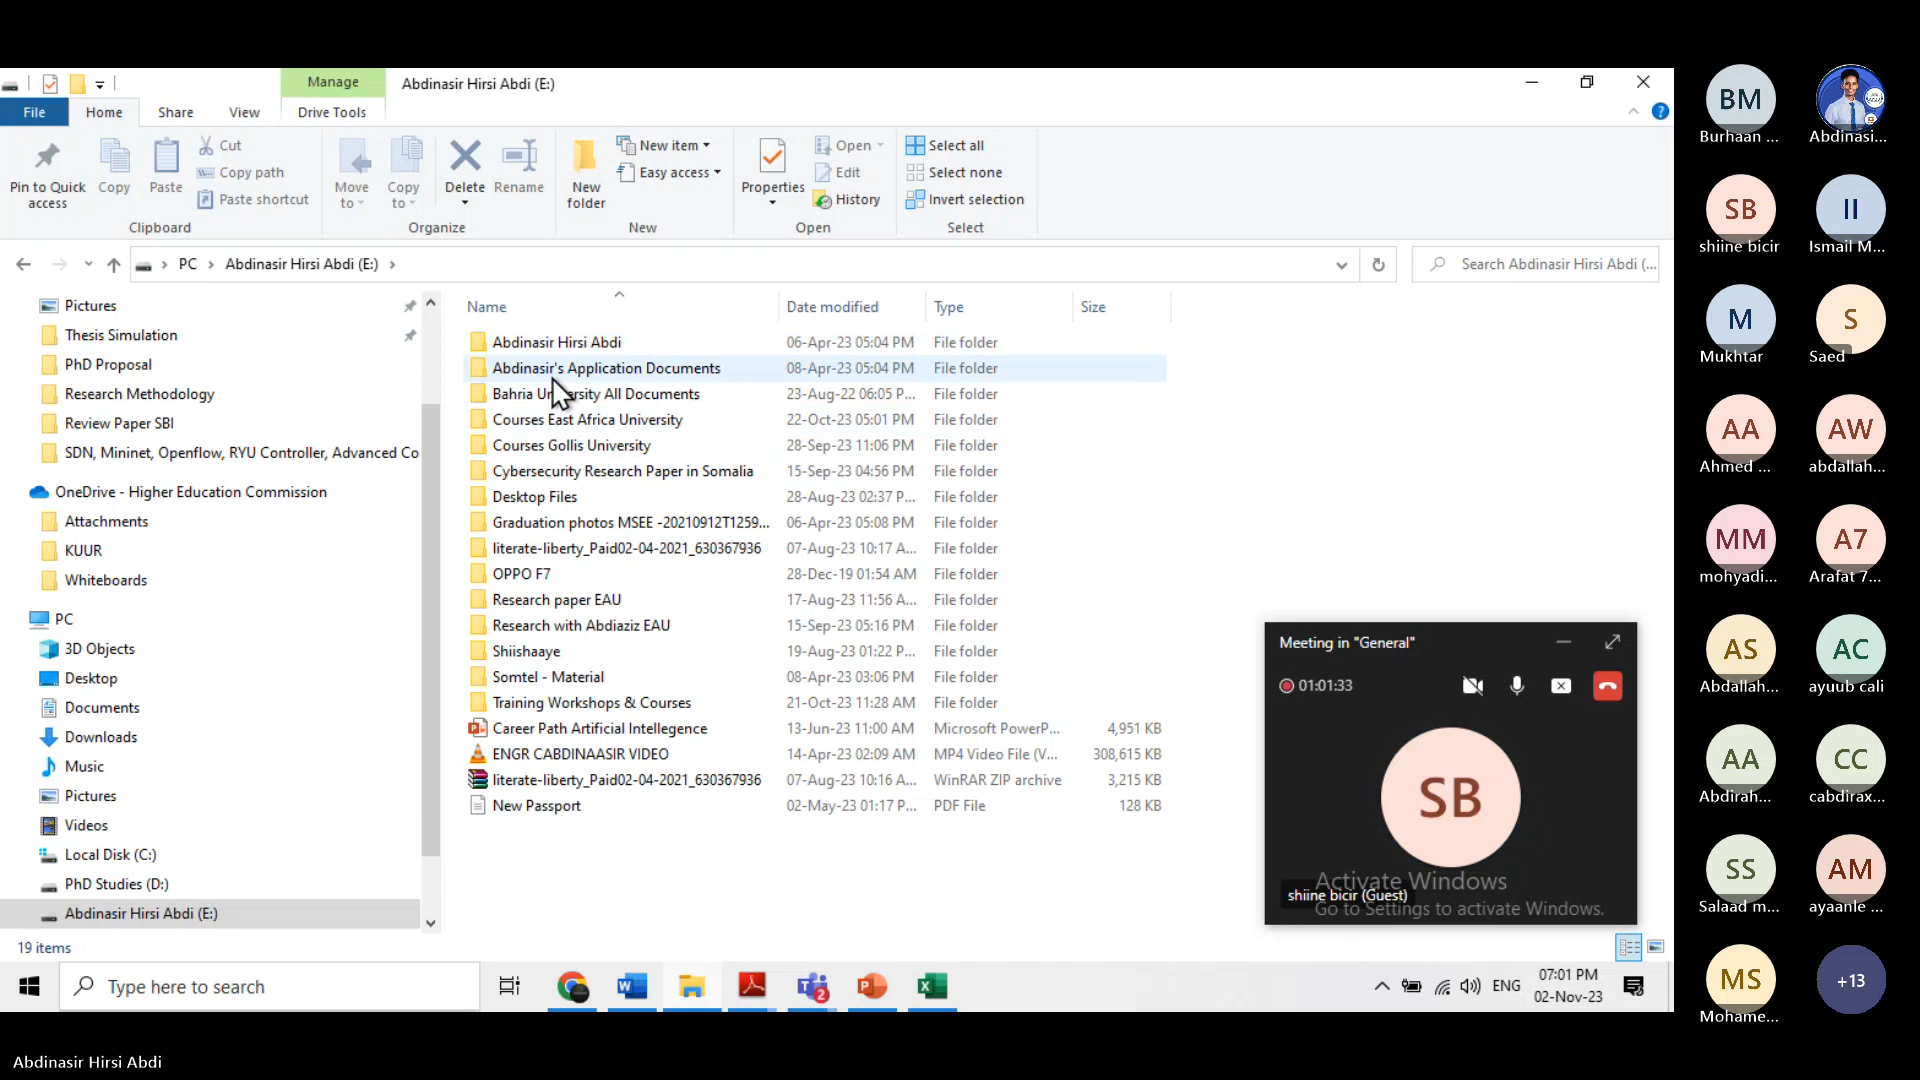 Manage
Abdinasir Hirsi Abdi (E:)
File
Home
Share
View
Drive Tools
Pin to Quick access
Copy
Paste
Cut
Copy path
Paste shortcut
Move to
Copy to
Delete
Rename
New folder
New item
Easy access
Properties
Open
Edit
History
Select all
Select none
Invert selection
Clipboard
Organize
New
Open
Select
PC > Abdinasir Hirsi Abdi (E:) >
Search Abdinasir Hirsi Abdi (...
Pictures
Thesis Simulation
PhD Proposal
Research Methodology
Review Paper SBI
SDN, Mininet, Openflow, RYU Controller, Advanced Co
OneDrive - Higher Education Commission
Attachments
KUUR
Whiteboards
PC
3D Objects
Desktop
Documents
Downloads
Music
Pictures
Videos
Local Disk (C:)
PhD Studies (D:)
Abdinasir Hirsi Abdi (E:)
Name Date modified Type Size
Abdinasir Hirsi Abdi 06-Apr-23 05:04 PM File folder
Abdinasir's Application Documents 08-Apr-23 05:04 PM File folder
Bahria University All Documents 23-Aug-22 06:05 P... File folder
Courses East Africa University 22-Oct-23 05:01 PM File folder
Courses Gollis University 28-Sep-23 11:06 PM File folder
Cybersecurity Research Paper in Somalia 15-Sep-23 04:56 PM File folder
Desktop Files 28-Aug-23 02:37 P... File folder
Graduation photos MSEE -20210912T1259... 06-Apr-23 05:08 PM File folder
literate-liberty_Paid02-04-2021_630367936 07-Aug-23 10:17 A... File folder
OPPO F7 28-Dec-19 01:54 AM File folder
Research paper EAU 17-Aug-23 11:56 A... File folder
Research with Abdiaziz EAU 15-Sep-23 05:16 PM File folder
Shiishaaye 19-Aug-23 01:22 P... File folder
Somtel - Material 08-Apr-23 03:06 PM File folder
Training Workshops & Courses 21-Oct-23 11:28 AM File folder
Career Path Artificial Intellegence 13-Jun-23 11:00 AM Microsoft PowerP... 4,951 KB
ENGR CABDINAASIR VIDEO 14-Apr-23 02:09 AM MP4 Video File (V... 308,615 KB
literate-liberty_Paid02-04-2021_630367936 07-Aug-23 10:16 A... WinRAR ZIP archive 3,215 KB
New Passport 02-May-23 01:17 P... PDF File 128 KB
Meeting in "General"
01:01:33
SB
shiine bicir (Guest)
Activate Windows
Go to Settings to activate Windows.
19 items
Type here to search
2
ENG
07:01 PM
02-Nov-23
Abdinasir Hirsi Abdi
BM
Burhaan ...
Abdinasi...
SB
shiine bicir
II
Ismail M...
M
Mukhtar
S
Saed
AA
Ahmed ...
AW
abdallah...
MM
mohyadi...
A7
Arafat 7...
AS
Abdallah...
AC
ayuub cali
AA
Abdirah...
CC
cabdirax...
SS
Salaad m...
AM
ayaanle ...
MS
Mohame...
+13